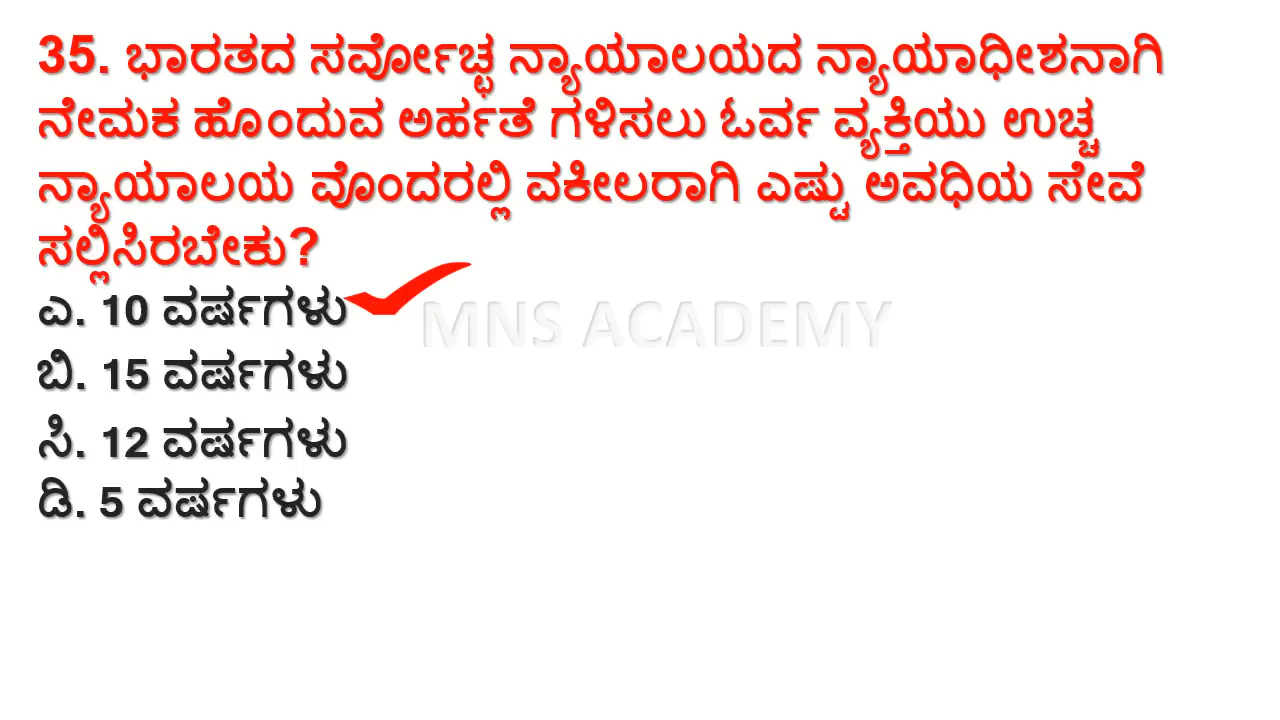 35. ಭಾರತದ ಸರ್ವೋಚ್ಛ ನ್ಯಾಯಾಲಯದ ನ್ಯಾಯಾಧೀಶನಾಗಿ
ನೇಮಕ ಹೊಂದುವ ಅರ್ಹತೆ ಗಳಿಸಲು ಓರ್ವ ವ್ಯಕ್ತಿಯು ಉಚ್ಚ
ನ್ಯಾಯಾಲಯ ವೊಂದರಲ್ಲಿ ವಕೀಲರಾಗಿ ಎಷ್ಟು ಅವಧಿಯ ಸೇವೆ
ಸಲ್ಲಿಸಿರಬೇಕು?
ಎ. 10 ವರ್ಷಗಳು
MNS ACADEMY
ಬಿ. 15 ವರ್ಷಗಳು
ಸಿ. 12 ವರ್ಷಗಳು
ಡಿ. 5 ವರ್ಷಗಳು